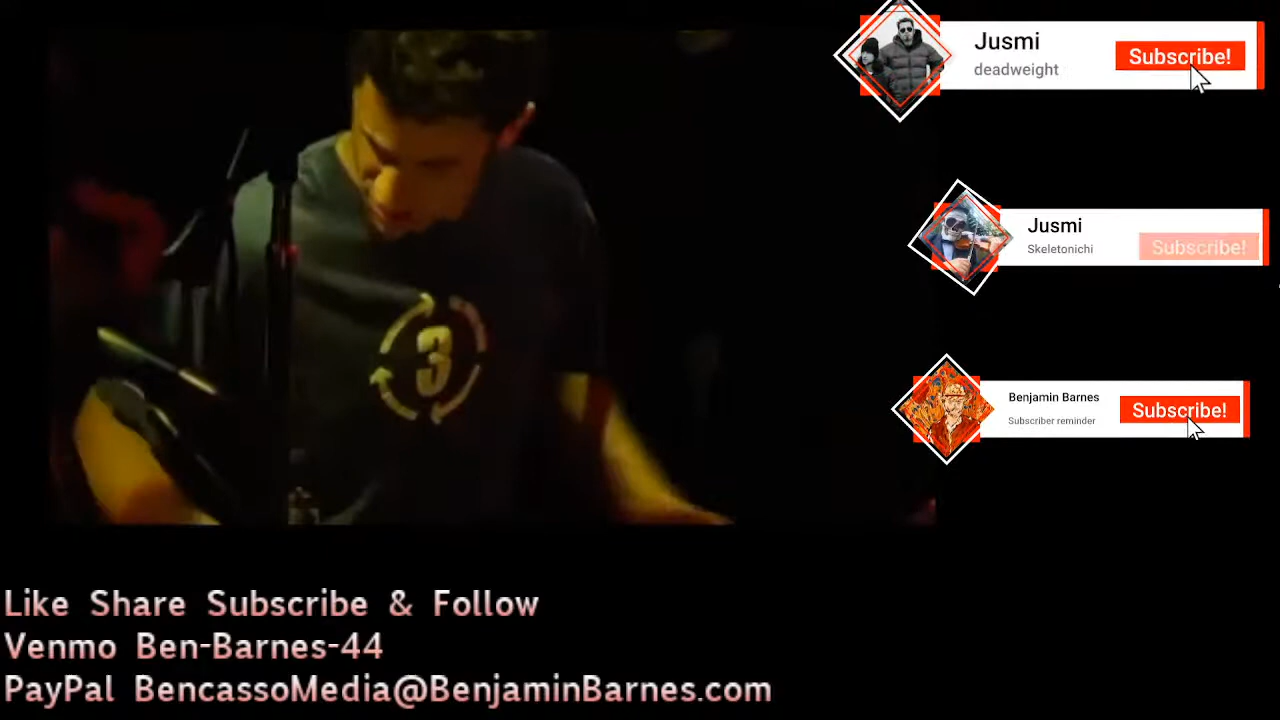 Jusmi
deadweight
Subscribe!
Jusmi
Skeletonichi
Subscribe!
3
Benjamin Barnes
Subscriber reminder
Subscribe!
Like Share Subscribe & Follow
Venmo Ben-Barnes-44
PayPal BencassoMedia@BenjaminBarnes.com